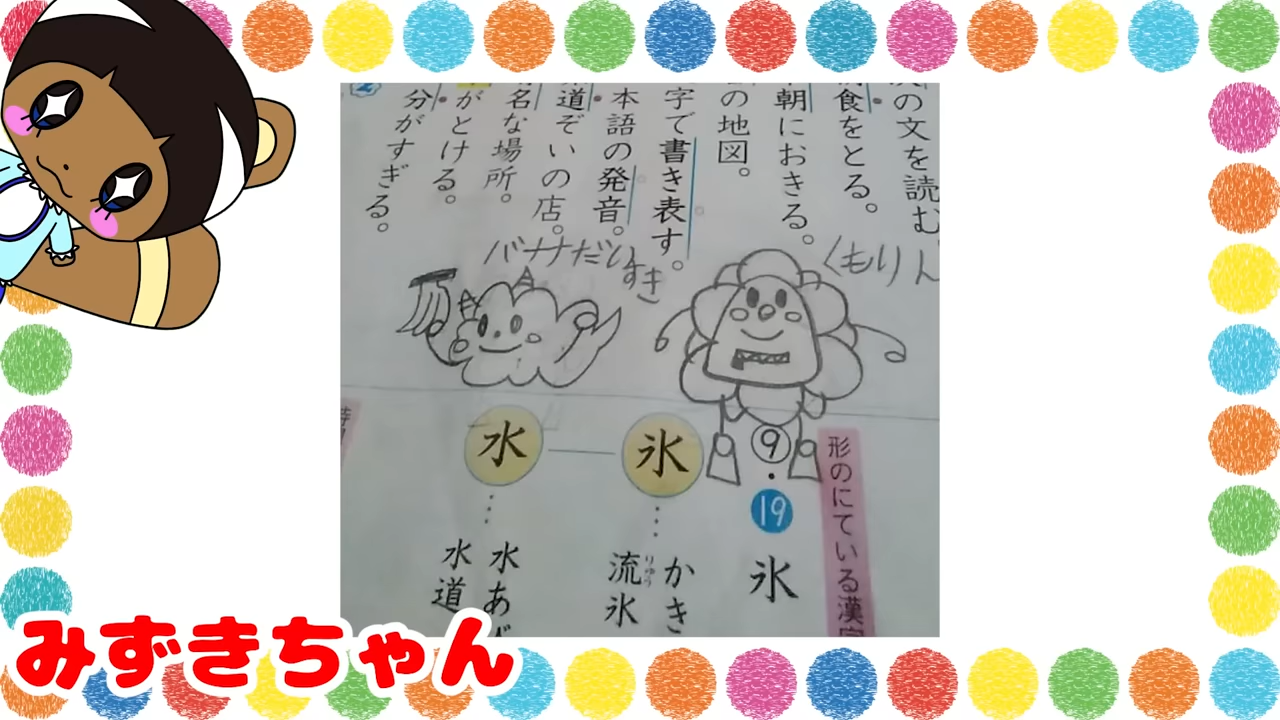 の文を読む
食をとる。
朝におきる。
の地図。
字で書き表す。
本語の発音。
道ぞいの店。
名な場所。
がとける。
分がすぎる。
くもりん
バナナだいすき
形のにている漢字
⑨・19
氷
氷
かき
流氷
りゅう
水
水あ
水道
みずきちゃん